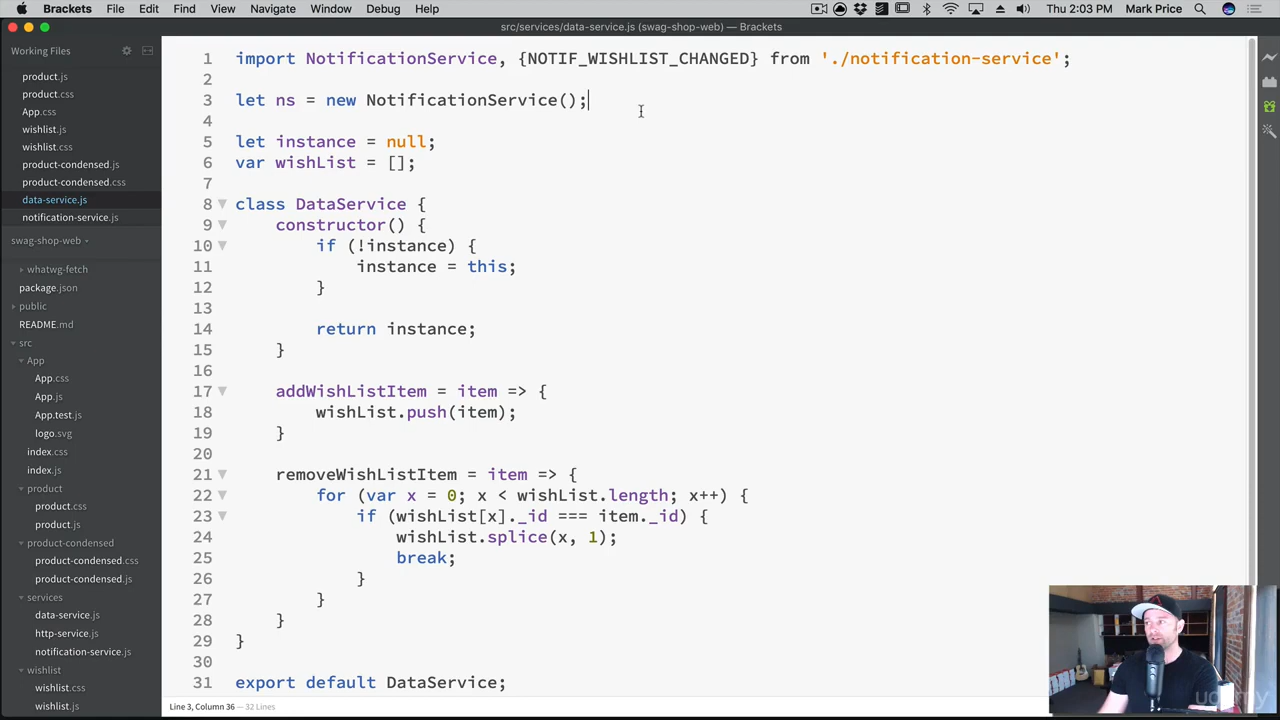 Brackets File Edit Find View Navigate Window Debug Help Thu 2:03 PM Mark Price
src/services/data-service.js (swag-shop-web) — Brackets
Working Files
product.js
product.css
App.css
wishlist.js
wishlist.css
product-condensed.js
product-condensed.css
data-service.js
notification-service.js
swag-shop-web
whatwg-fetch
package.json
public
README.md
src
App
App.css
App.js
App.test.js
logo.svg
index.css
index.js
product
product.css
product.js
product-condensed
product-condensed.css
product-condensed.js
services
data-service.js
http-service.js
notification-service.js
wishlist
wishlist.css
wishlist.js
1 import NotificationService, {NOTIF_WISHLIST_CHANGED} from './notification-service';
2
3 let ns = new NotificationService();
4
5 let instance = null;
6 var wishList = [];
7
8 class DataService {
9 constructor() {
10 if (!instance) {
11 instance = this;
12 }
13
14 return instance;
15 }
16
17 addWishListItem = item => {
18 wishList.push(item);
19 }
20
21 removeWishListItem = item => {
22 for (var x = 0; x < wishList.length; x++) {
23 if (wishList[x]._id === item._id) {
24 wishList.splice(x, 1);
25 break;
26 }
27 }
28 }
29 }
30
31 export default DataService;
Line 3, Column 36 — 32 Lines
udemy